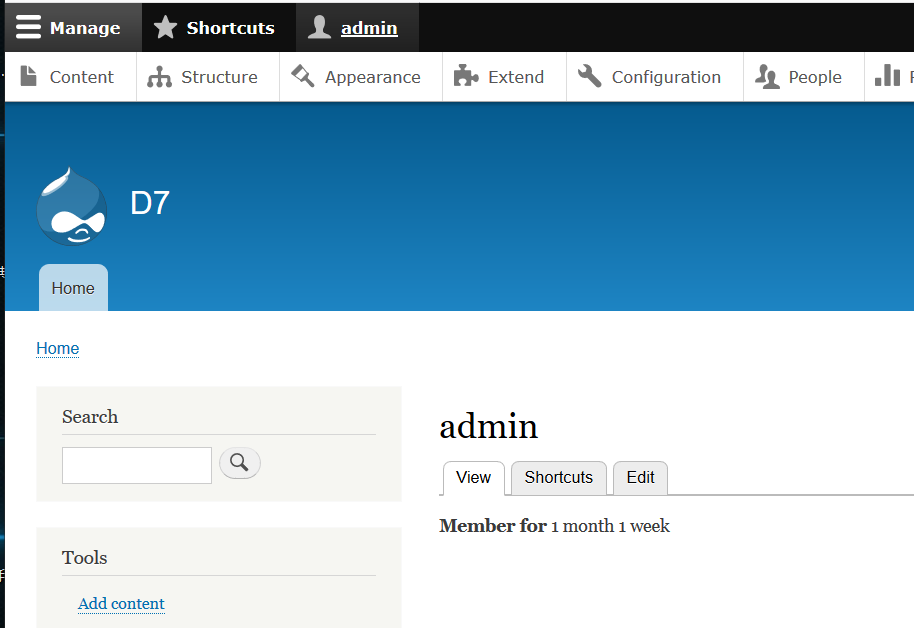 Manage Shortcuts admin
Content Structure Appearance Extend Configuration People
D7
Home
Home
Search
admin
View Shortcuts Edit
Member for 1 month 1 week
Tools
Add content